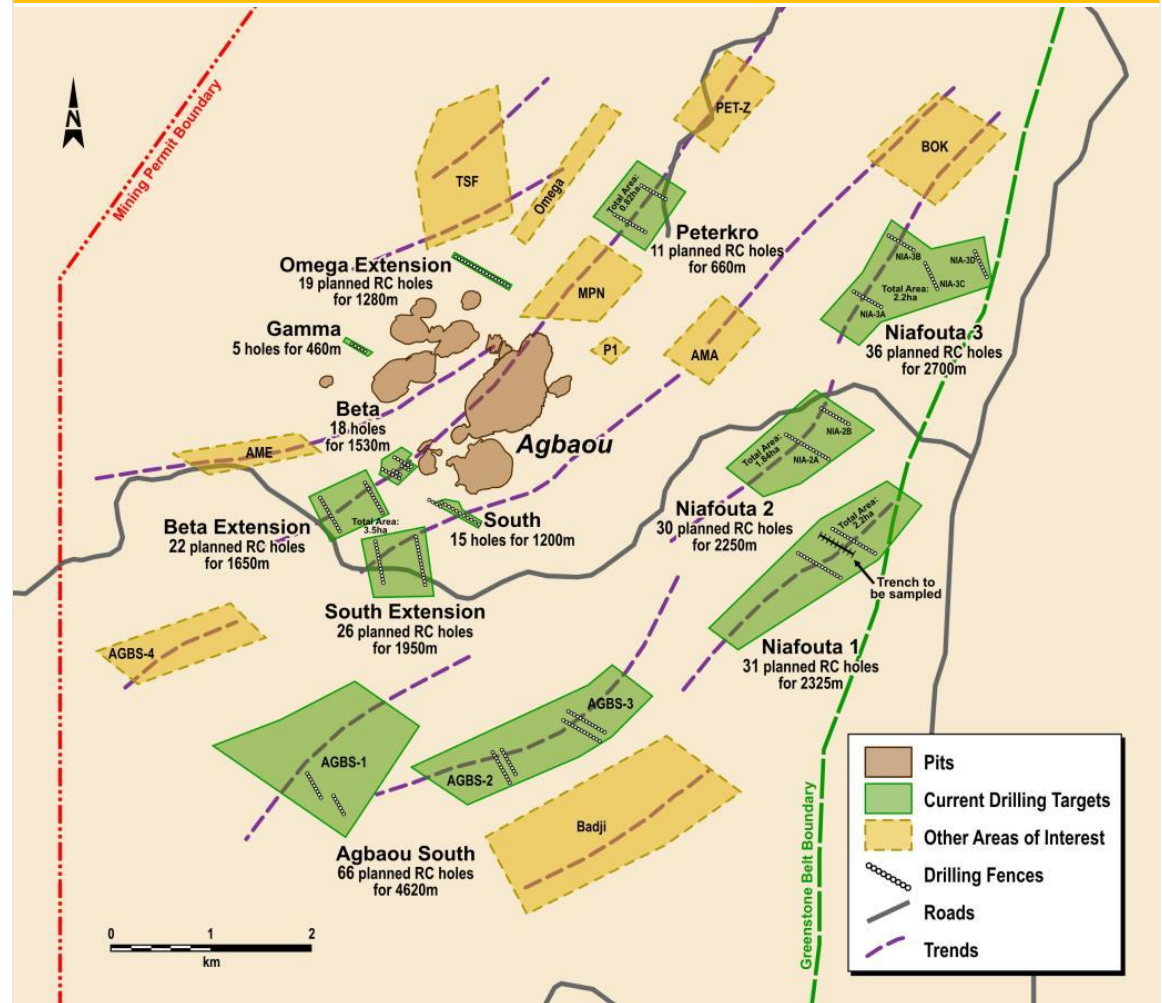 N
Mining Permit Boundary
TSF
Omega
PET-Z
BOK
Total Area:
0.82ha
Peterkro
11 planned RC holes
for 660m
Omega Extension
19 planned RC holes
for 1280m
MPN
NIA-3B
NIA-3D
NIA-3C
Total Area:
2.2ha
NIA-3A
Gamma
5 holes for 460m
P1
AMA
Niafouta 3
36 planned RC holes
for 2700m
Beta
18 holes
for 1530m
Agbaou
AME
NIA-2B
Total Area:
1.84ha
NIA-2A
Beta Extension
22 planned RC holes
for 1650m
Total Area:
3.5ha
South
15 holes for 1200m
Niafouta 2
30 planned RC holes
for 2250m
Total Area:
2.2ha
Trench to
be sampled
South Extension
26 planned RC holes
for 1950m
Niafouta 1
31 planned RC holes
for 2325m
AGBS-4
AGBS-1
AGBS-2
AGBS-3
Badji
Agbaou South
66 planned RC holes
for 4620m
Greenstone Belt Boundary
0 1 2
km
Pits
Current Drilling Targets
Other Areas of Interest
Drilling Fences
Roads
Trends